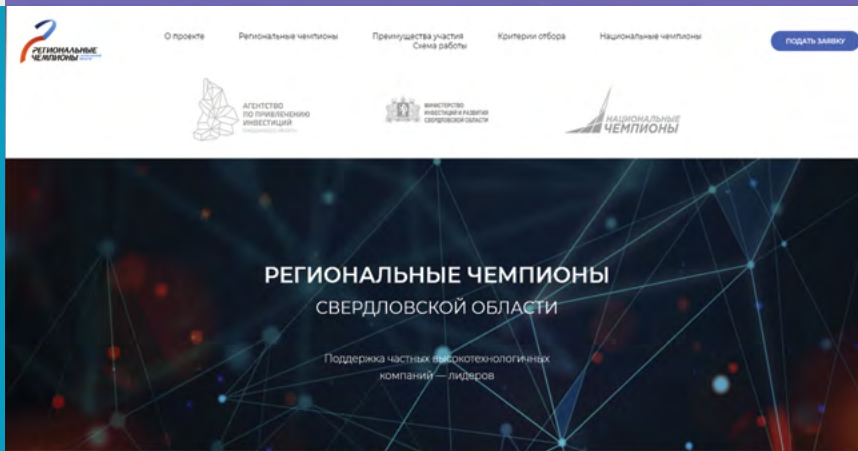 РЕГИОНАЛЬНЫЕ
ЧЕМПИОНЫ
О проекте
Региональные чемпионы
Преимущества участия
Критерии отбора
Национальные чемпионы
Схема работы
ПОДАТЬ ЗАЯВКУ
АГЕНТСТВО
ПО ПРИВЛЕЧЕНИЮ
ИНВЕСТИЦИЙ
МИНИСТЕРСТВО
ИНВЕСТИЦИЙ И РАЗВИТИЯ
СВЕРДЛОВСКОЙ ОБЛАСТИ
НАЦИОНАЛЬНЫЕ
ЧЕМПИОНЫ
РЕГИОНАЛЬНЫЕ ЧЕМПИОНЫ
СВЕРДЛОВСКОЙ ОБЛАСТИ
Поддержка частных высокотехнологичных
компаний — лидеров